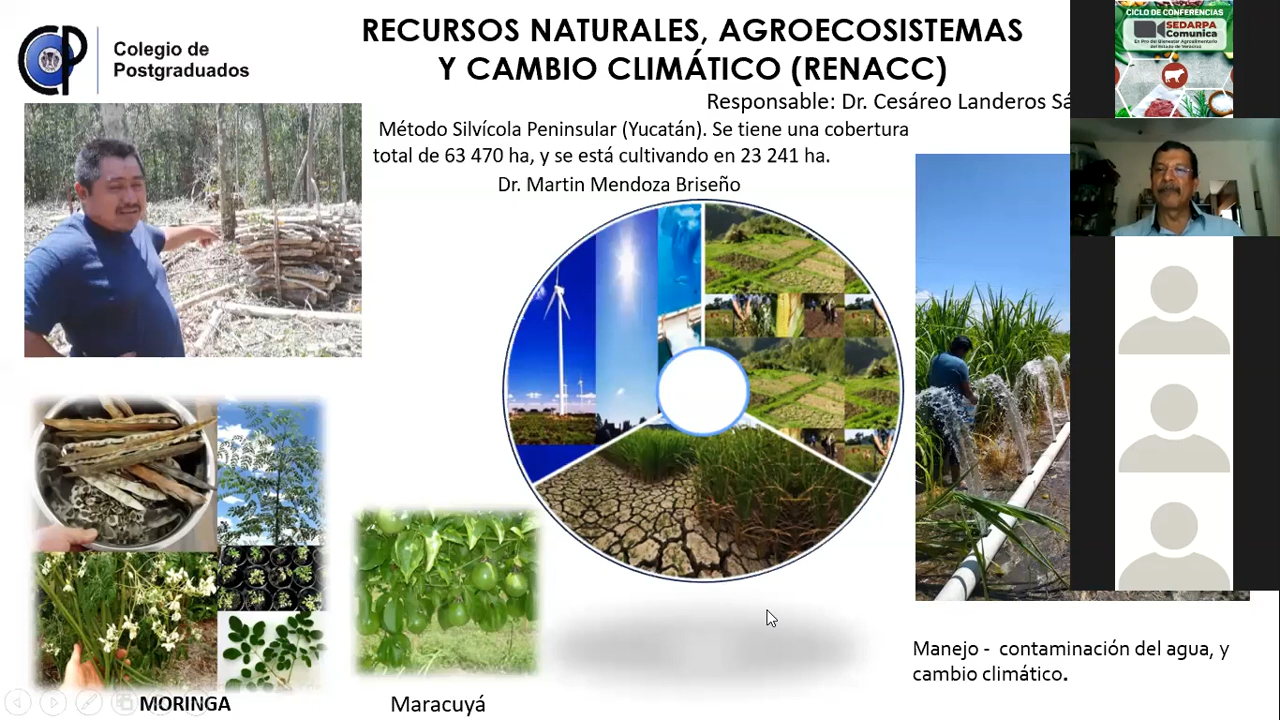 Colegio de
Postgraduados
RECURSOS NATURALES, AGROECOSISTEMAS
Y CAMBIO CLIMÁTICO (RENACC)
Responsable: Dr. Cesáreo Landeros Sá
Método Silvícola Peninsular (Yucatán). Se tiene una cobertura
total de 63 470 ha, y se está cultivando en 23 241 ha.
Dr. Martin Mendoza Briseño
CICLO DE CONFERENCIAS
SEDARPA
Comunica
En Pro del Bienestar Agroalimentario
del Estado de Veracruz
MORINGA
Maracuyá
Manejo - contaminación del agua, y
cambio climático.